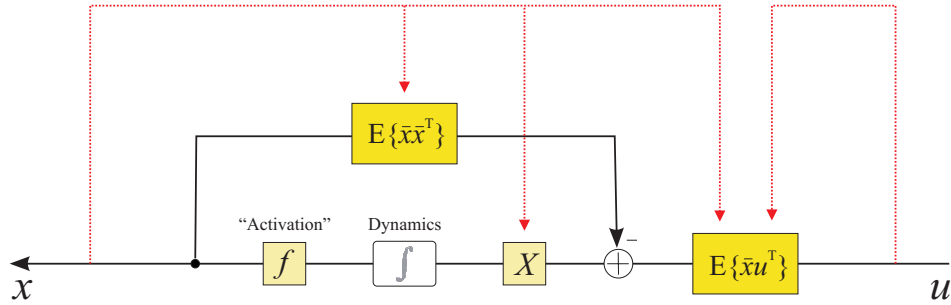 E{x̄x̄ᵀ}
“Activation” Dynamics
f ∫ X − E{x̄uᵀ}
x u